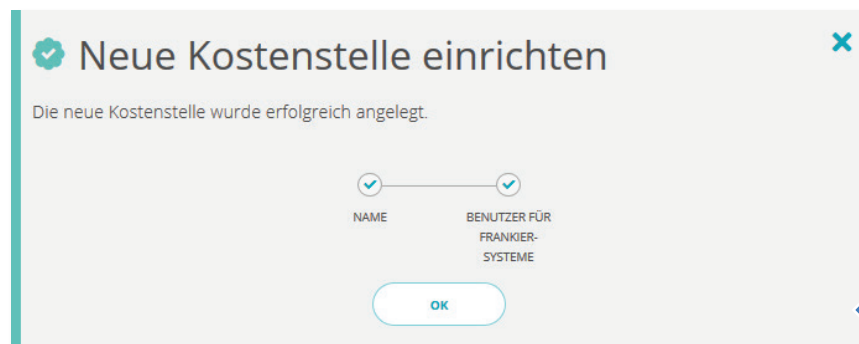 Neue Kostenstelle einrichten
Die neue Kostenstelle wurde erfolgreich angelegt.
NAME
BENUTZER FÜR
FRANKIER-
SYSTEME
OK